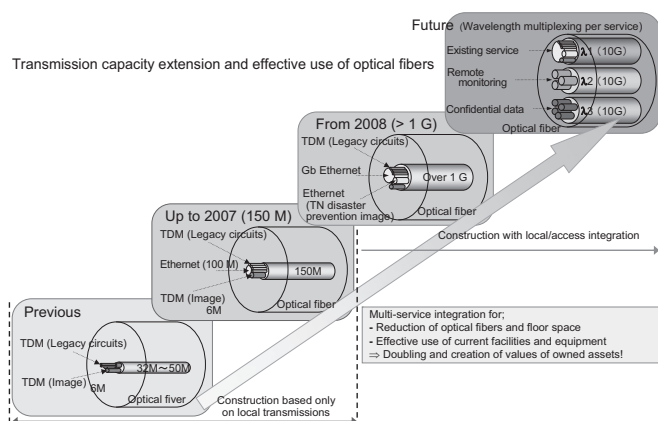 Transmission capacity extension and effective use of optical fibers
Future (Wavelength multiplexing per service)
Existing service
λ1 (10G)
Remote
monitoring
λ2 (10G)
Confidential data
λ3 (10G)
Optical fiber
From 2008 (> 1 G)
TDM (Legacy circuits)
Gb Ethernet
Over 1 G
Ethernet
(TN disaster
prevention image)
Optical fiber
Up to 2007 (150 M)
TDM (Legacy circuits)
Ethernet (100 M)
150M
TDM (Image)
6M
Optical fiber
Construction with local/access integration
Previous
TDM (Legacy circuits)
32M~50M
TDM (Image)
6M
Optical fiver
Construction based only
on local transmissions
Multi-service integration for;
- Reduction of optical fibers and floor space
- Effective use of current facilities and equipment
⇒ Doubling and creation of values of owned assets!